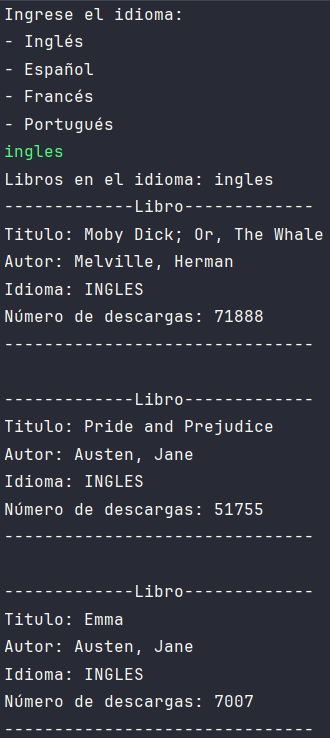 Ingrese el idioma:
- Inglés
- Español
- Francés
- Portugués
ingles
Libros en el idioma: ingles
-------------Libro-------------
Titulo: Moby Dick; Or, The Whale
Autor: Melville, Herman
Idioma: INGLES
Número de descargas: 71888
-------------------------------
-------------Libro-------------
Titulo: Pride and Prejudice
Autor: Austen, Jane
Idioma: INGLES
Número de descargas: 51755
-------------------------------
-------------Libro-------------
Titulo: Emma
Autor: Austen, Jane
Idioma: INGLES
Número de descargas: 7007
-------------------------------